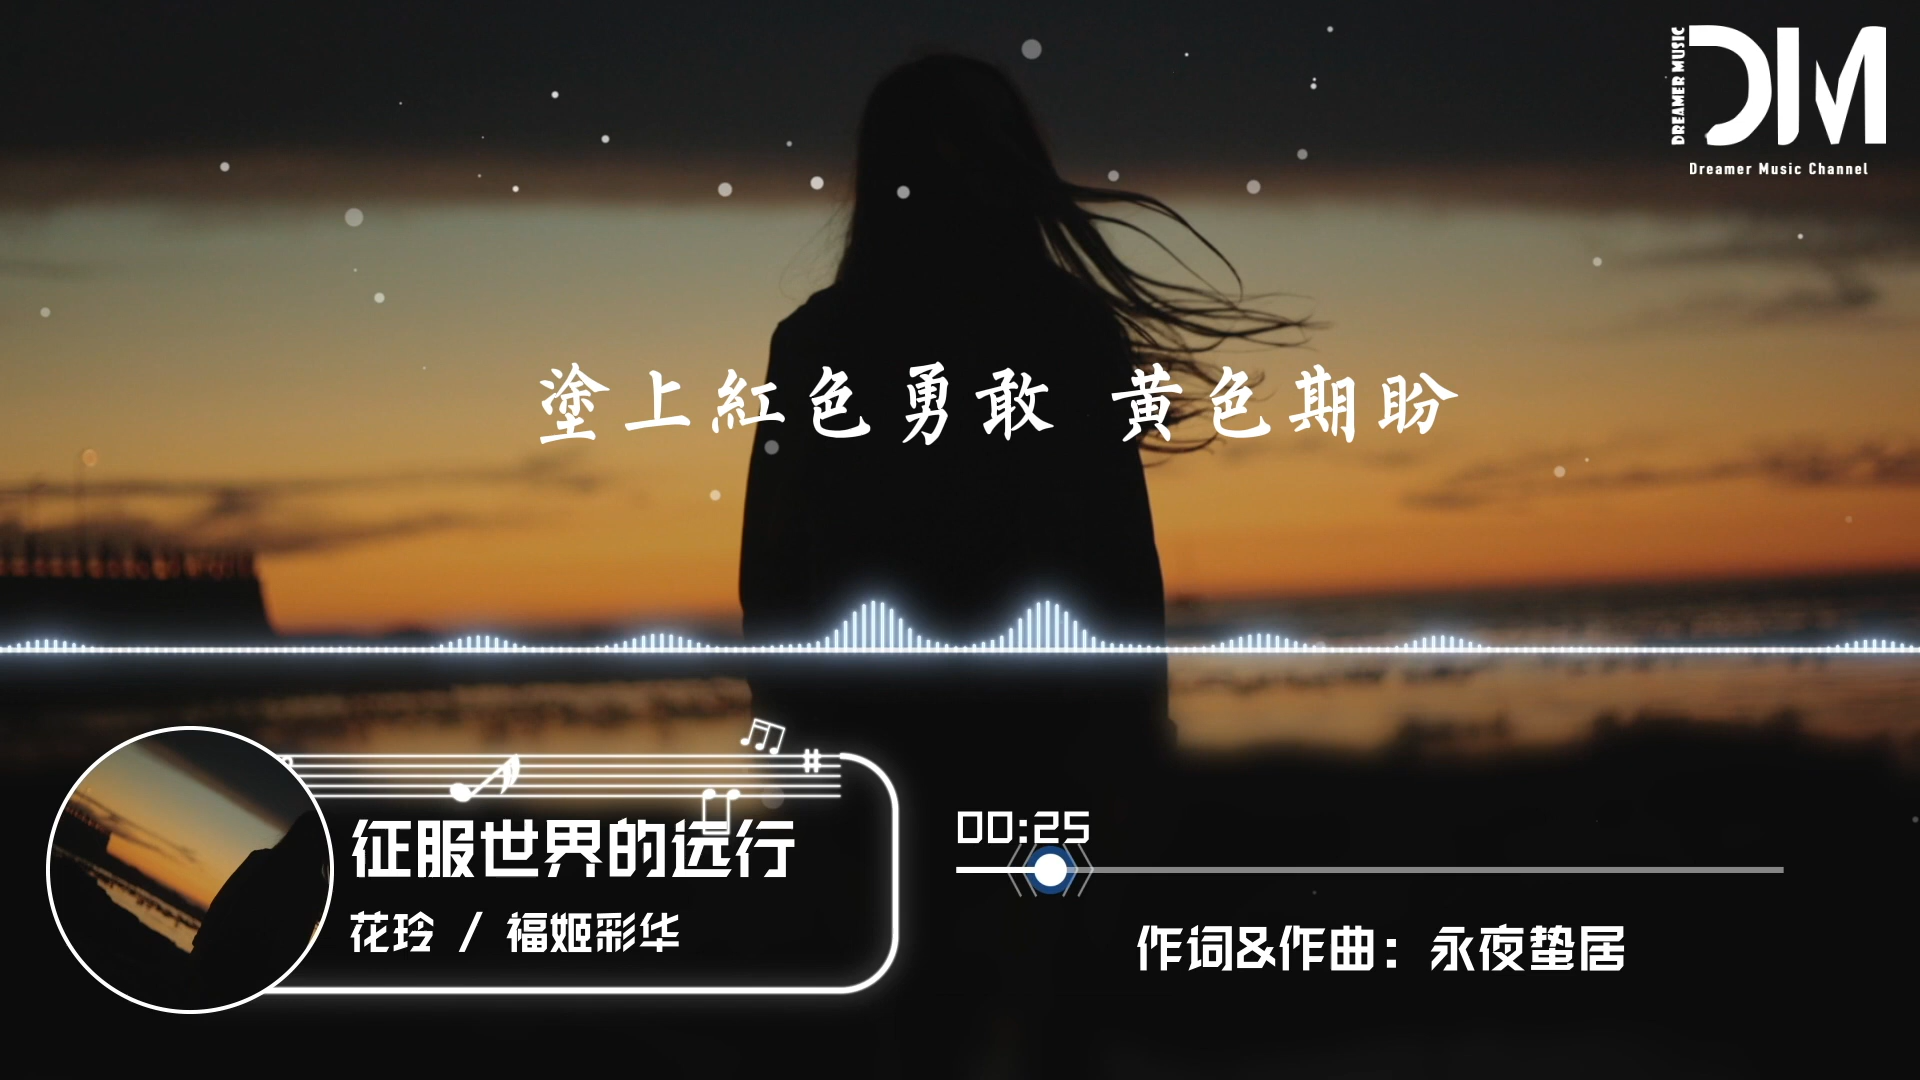 DREAMER MUSIC
DM
Dreamer Music Channel
塗上紅色勇敢 黄色期盼
征服世界的远行
花玲 / 福姬彩华
00:25
作词&作曲：永夜蛰居